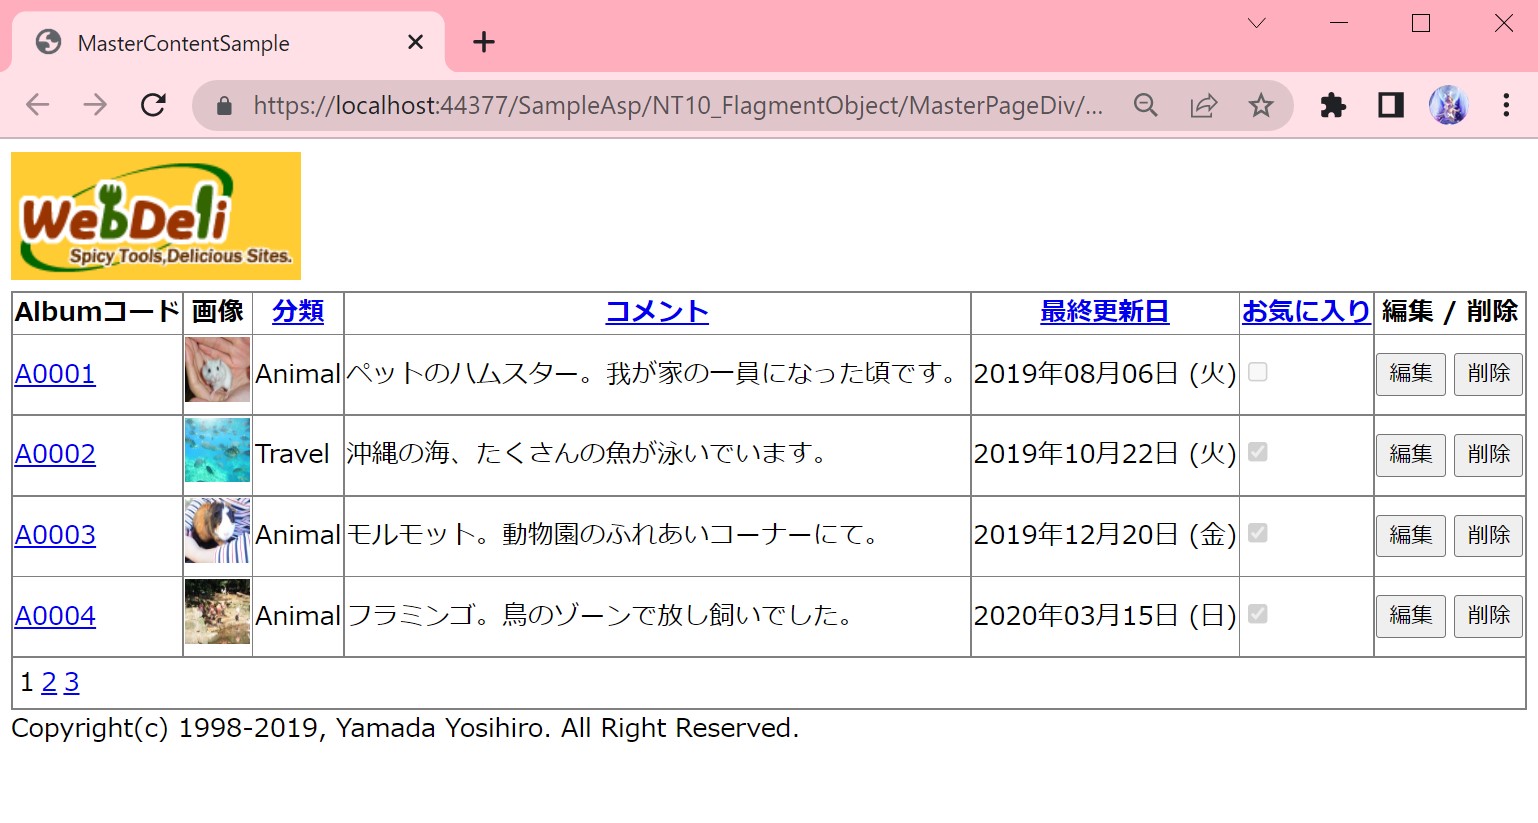 MasterContentSample
https://localhost:44377/SampleAsp/NT10_FlagmentObject/MasterPageDiv/...
WebDeli
Spicy Tools,Delicious Sites.
Albumコード 画像 分類 コメント 最終更新日 お気に入り 編集 / 削除
A0001 Animal ペットのハムスター。我が家の一員になった頃です。 2019年08月06日 (火) 編集 削除
A0002 Travel 沖縄の海、たくさんの魚が泳いでいます。 2019年10月22日 (火) 編集 削除
A0003 Animal モルモット。動物園のふれあいコーナーにて。 2019年12月20日 (金) 編集 削除
A0004 Animal フラミンゴ。鳥のゾーンで放し飼いでした。 2020年03月15日 (日) 編集 削除
1 2 3
Copyright(c) 1998-2019, Yamada Yosihiro. All Right Reserved.